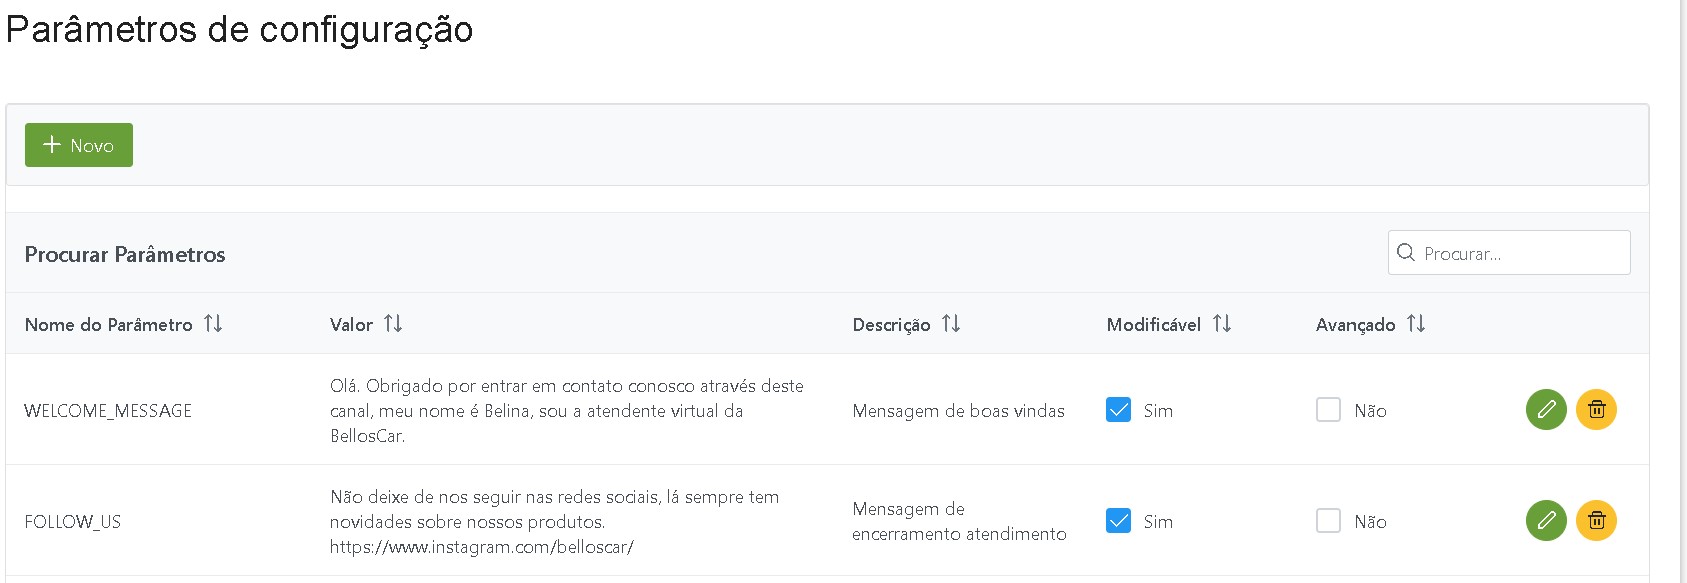 Parâmetros de configuração
Novo
Procurar Parâmetros
Procurar...
Nome do Parâmetro Valor Descrição Modificável Avançado
WELCOME_MESSAGE
Olá. Obrigado por entrar em contato conosco através deste
canal, meu nome é Belina, sou a atendente virtual da
BellosCar.
Mensagem de boas vindas
Sim
Não
FOLLOW_US
Não deixe de nos seguir nas redes sociais, lá sempre tem
novidades sobre nossos produtos.
https://www.instagram.com/belloscar/
Mensagem de
encerramento atendimento
Sim
Não